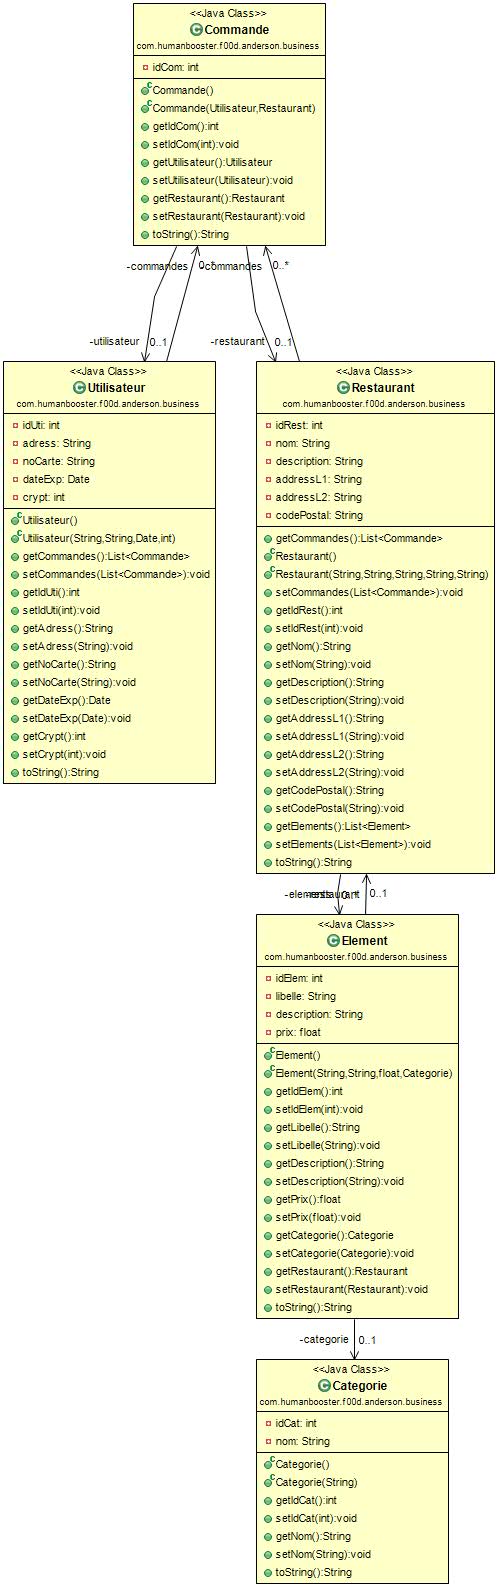 <<Java Class>>
Commande
com.humanbooster.f00d.anderson.business
idCom: int
Commande()
Commande(Utilisateur,Restaurant)
getIdCom():int
setIdCom(int):void
getUtilisateur():Utilisateur
setUtilisateur(Utilisateur):void
getRestaurant():Restaurant
setRestaurant(Restaurant):void
toString():String
-commandes 0..* -commandes 0..*
-utilisateur 0..1 -restaurant 0..1
<<Java Class>>
Utilisateur
com.humanbooster.f00d.anderson.business
idUti: int
adress: String
noCarte: String
dateExp: Date
crypt: int
Utilisateur()
Utilisateur(String,String,Date,int)
getCommandes():List<Commande>
setCommandes(List<Commande>):void
getIdUti():int
setIdUti(int):void
getAdress():String
setAdress(String):void
getNoCarte():String
setNoCarte(String):void
getDateExp():Date
setDateExp(Date):void
getCrypt():int
setCrypt(int):void
toString():String
<<Java Class>>
Restaurant
com.humanbooster.f00d.anderson.business
idRest: int
nom: String
description: String
addressL1: String
addressL2: String
codePostal: String
getCommandes():List<Commande>
Restaurant()
Restaurant(String,String,String,String,String)
setCommandes(List<Commande>):void
getIdRest():int
setIdRest(int):void
getNom():String
setNom(String):void
getDescription():String
setDescription(String):void
getAddressL1():String
setAddressL1(String):void
getAddressL2():String
setAddressL2(String):void
getCodePostal():String
setCodePostal(String):void
getElements():List<Element>
setElements(List<Element>):void
toString():String
-elements -restaurant 0..* 0..1
<<Java Class>>
Element
com.humanbooster.f00d.anderson.business
idElem: int
libelle: String
description: String
prix: float
Element()
Element(String,String,float,Categorie)
getIdElem():int
setIdElem(int):void
getLibelle():String
setLibelle(String):void
getDescription():String
setDescription(String):void
getPrix():float
setPrix(float):void
getCategorie():Categorie
setCategorie(Categorie):void
getRestaurant():Restaurant
setRestaurant(Restaurant):void
toString():String
-categorie 0..1
<<Java Class>>
Categorie
com.humanbooster.f00d.anderson.business
idCat: int
nom: String
Categorie()
Categorie(String)
getIdCat():int
setIdCat(int):void
getNom():String
setNom(String):void
toString():String